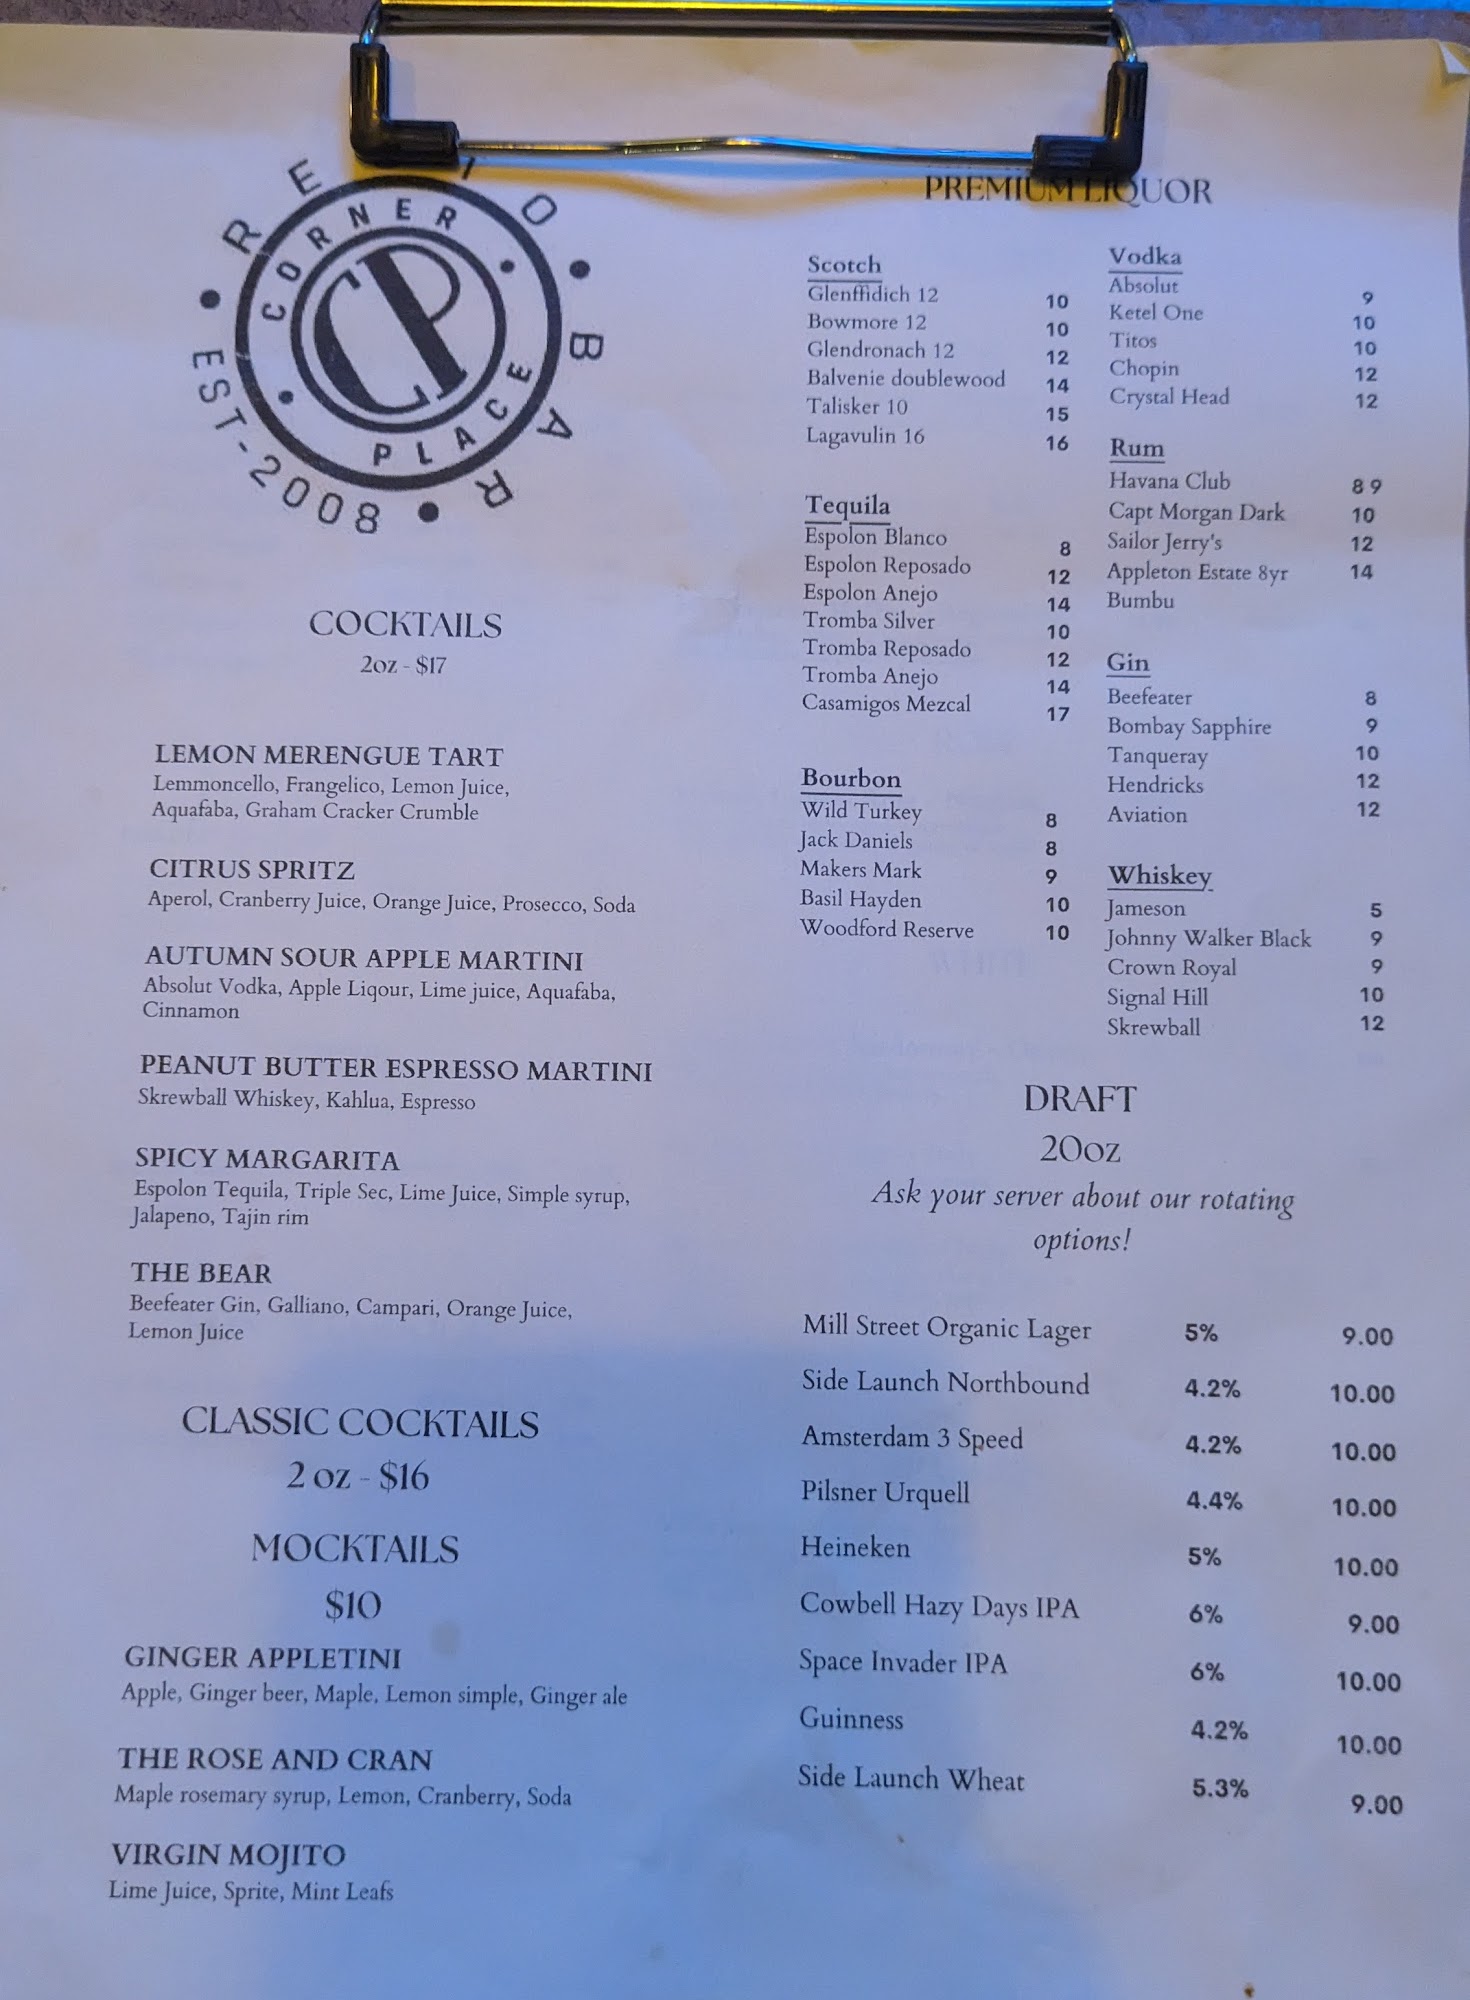 RESTO • BAR • EST-2008 •
CORNER • PLACE •
CP
COCKTAILS
2oz - $17
LEMON MERENGUE TART
Lemmoncello, Frangelico, Lemon Juice,
Aquafaba, Graham Cracker Crumble
CITRUS SPRITZ
Aperol, Cranberry Juice, Orange Juice, Prosecco, Soda
AUTUMN SOUR APPLE MARTINI
Absolut Vodka, Apple Liqour, Lime juice, Aquafaba,
Cinnamon
PEANUT BUTTER ESPRESSO MARTINI
Skrewball Whiskey, Kahlua, Espresso
SPICY MARGARITA
Espolon Tequila, Triple Sec, Lime Juice, Simple syrup,
Jalapeno, Tajin rim
THE BEAR
Beefeater Gin, Galliano, Campari, Orange Juice,
Lemon Juice
CLASSIC COCKTAILS
2 oz - $16
MOCKTAILS
$10
GINGER APPLETINI
Apple, Ginger beer, Maple, Lemon simple, Ginger ale
THE ROSE AND CRAN
Maple rosemary syrup, Lemon, Cranberry, Soda
VIRGIN MOJITO
Lime Juice, Sprite, Mint Leafs
PREMIUM LIQUOR
Scotch
Glenffidich 12 10
Bowmore 12 10
Glendronach 12 12
Balvenie doublewood 14
Talisker 10 15
Lagavulin 16 16
Tequila
Espolon Blanco 8
Espolon Reposado 12
Espolon Anejo 14
Tromba Silver 10
Tromba Reposado 12
Tromba Anejo 14
Casamigos Mezcal 17
Bourbon
Wild Turkey 8
Jack Daniels 8
Makers Mark 9
Basil Hayden 10
Woodford Reserve 10
Vodka
Absolut 9
Ketel One 10
Titos 10
Chopin 12
Crystal Head 12
Rum
Havana Club 8 9
Capt Morgan Dark 10
Sailor Jerry's 12
Appleton Estate 8yr 14
Bumbu
Gin
Beefeater 8
Bombay Sapphire 9
Tanqueray 10
Hendricks 12
Aviation 12
Whiskey
Jameson 5
Johnny Walker Black 9
Crown Royal 9
Signal Hill 10
Skrewball 12
DRAFT
20oz
Ask your server about our rotating
options!
Mill Street Organic Lager 5% 9.00
Side Launch Northbound 4.2% 10.00
Amsterdam 3 Speed 4.2% 10.00
Pilsner Urquell 4.4% 10.00
Heineken 5% 10.00
Cowbell Hazy Days IPA 6% 9.00
Space Invader IPA 6% 10.00
Guinness 4.2% 10.00
Side Launch Wheat 5.3% 9.00